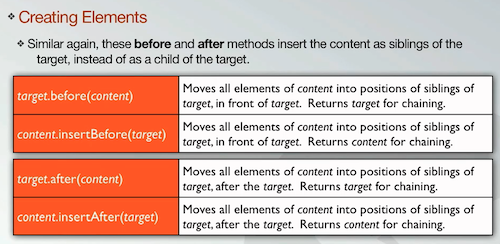 ❖ Creating Elements
❖ Similar again, these before and after methods insert the content as siblings of the
target, instead of as a child of the target.
target.before(content)
Moves all elements of content into positions of siblings of
target, in front of target. Returns target for chaining.
content.insertBefore(target)
Moves all elements of content into positions of siblings of
target, in front of target. Returns content for chaining.
target.after(content)
Moves all elements of content into positions of siblings of
target, after the target. Returns target for chaining.
content.insertAfter(target)
Moves all elements of content into positions of siblings of
target, after the target. Returns content for chaining.